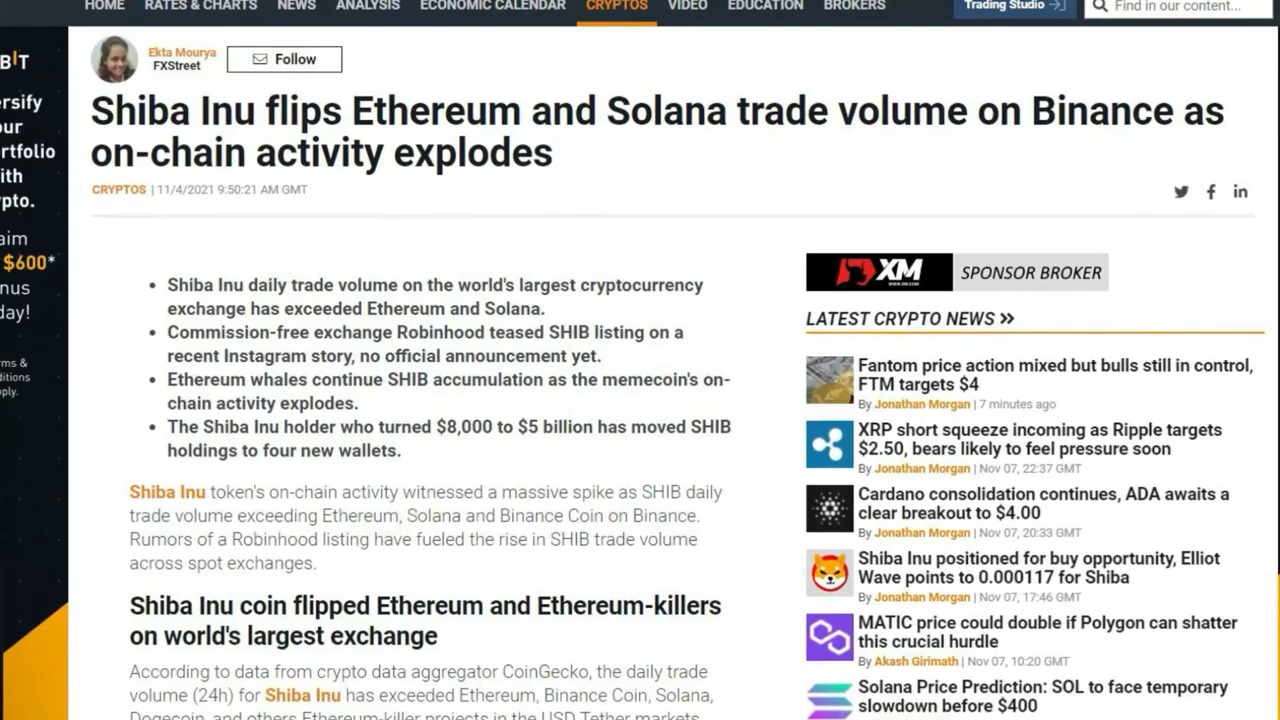 HOME RATES & CHARTS NEWS ANALYSIS ECONOMIC CALENDAR CRYPTOS VIDEO EDUCATION BROKERS
Trading Studio
Find in our content...
Ekta Mourya
FXStreet
Follow
Shiba Inu flips Ethereum and Solana trade volume on Binance as
on-chain activity explodes
CRYPTOS | 11/4/2021 9:50:21 AM GMT
BIT
ersify
our
rtfolio
ith
pto.
aim
$600*
nus
day!
rms &
ditions
ply.
• Shiba Inu daily trade volume on the world's largest cryptocurrency
exchange has exceeded Ethereum and Solana.
• Commission-free exchange Robinhood teased SHIB listing on a
recent Instagram story, no official announcement yet.
• Ethereum whales continue SHIB accumulation as the memecoin's on-
chain activity explodes.
• The Shiba Inu holder who turned $8,000 to $5 billion has moved SHIB
holdings to four new wallets.
Shiba Inu token's on-chain activity witnessed a massive spike as SHIB daily
trade volume exceeding Ethereum, Solana and Binance Coin on Binance.
Rumors of a Robinhood listing have fueled the rise in SHIB trade volume
across spot exchanges.
Shiba Inu coin flipped Ethereum and Ethereum-killers
on world's largest exchange
According to data from crypto data aggregator CoinGecko, the daily trade
volume (24h) for Shiba Inu has exceeded Ethereum, Binance Coin, Solana,
Dogecoin, and others Ethereum-killer projects in the USD Tether markets
XM
www.xm.com
SPONSOR BROKER
LATEST CRYPTO NEWS
Fantom price action mixed but bulls still in control,
FTM targets $4
By Jonathan Morgan | 7 minutes ago
XRP short squeeze incoming as Ripple targets
$2.50, bears likely to feel pressure soon
By Jonathan Morgan | Nov 07, 22:37 GMT
Cardano consolidation continues, ADA awaits a
clear breakout to $4.00
By Jonathan Morgan | Nov 07, 20:33 GMT
Shiba Inu positioned for buy opportunity, Elliot
Wave points to 0.000117 for Shiba
By Jonathan Morgan | Nov 07, 17:46 GMT
MATIC price could double if Polygon can shatter
this crucial hurdle
By Akash Girimath | Nov 07, 10:20 GMT
Solana Price Prediction: SOL to face temporary
slowdown before $400